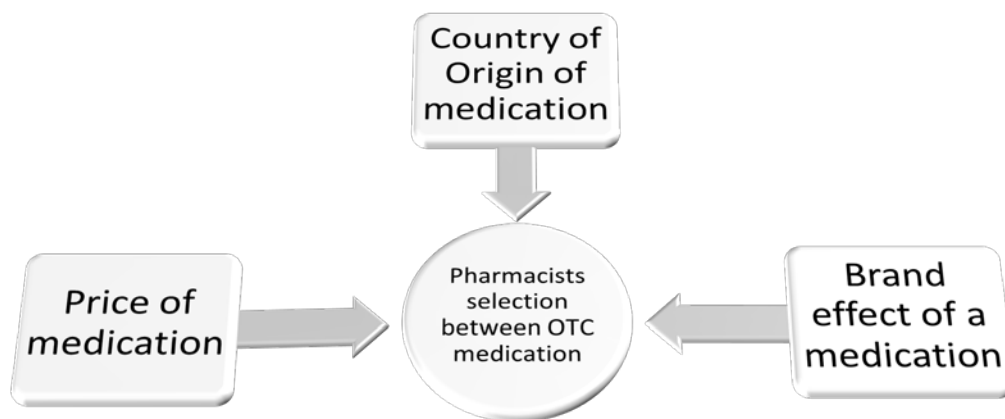 Country of
Origin of
medication
Price of
medication
Pharmacists
selection
between OTC
medication
Brand
effect of a
medication